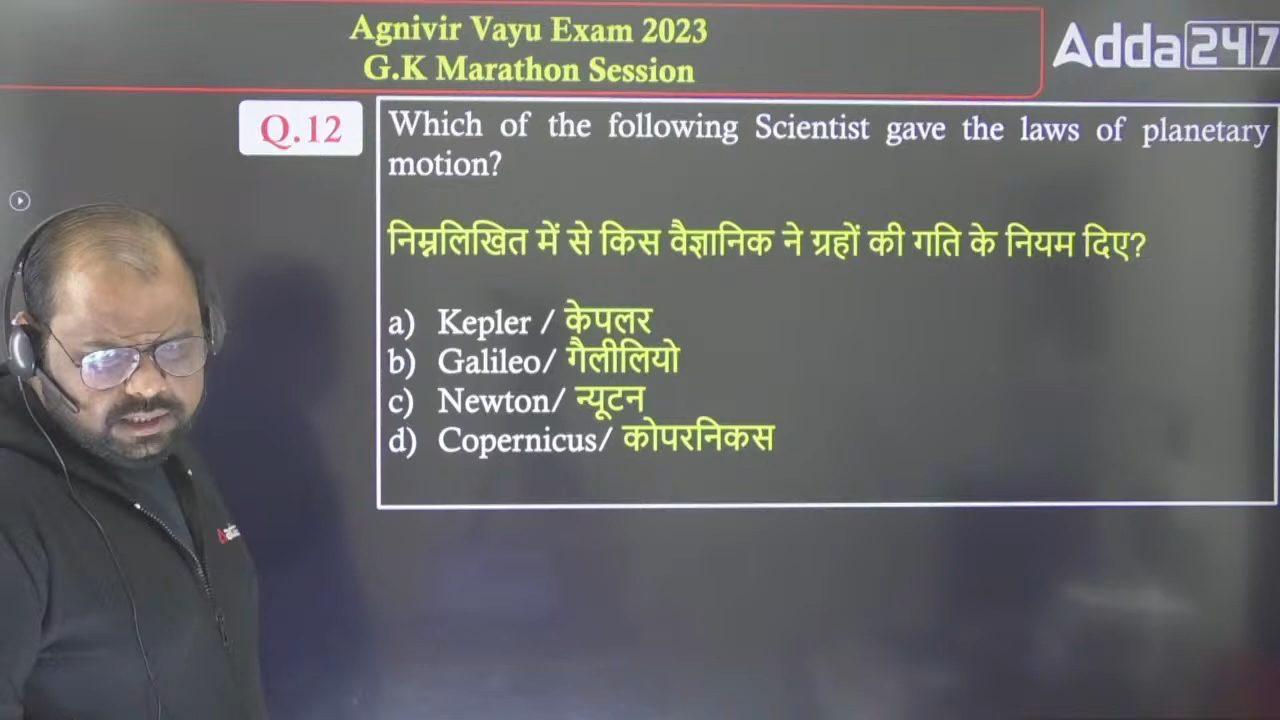 Agnivir Vayu Exam 2023
G.K Marathon Session
Adda247
Q.12
Which of the following Scientist gave the laws of planetary
motion?
निम्नलिखित में से किस वैज्ञानिक ने ग्रहों की गति के नियम दिए?
a) Kepler / केपलर
b) Galileo/ गैलीलियो
c) Newton/ न्यूटन
d) Copernicus/ कोपरनिकस